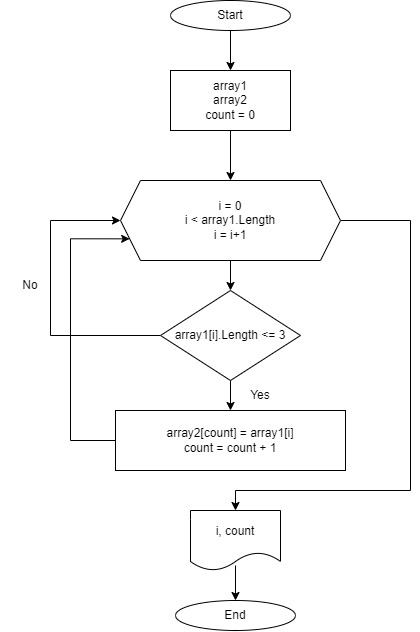 Start
array1
array2
count = 0
i = 0
i < array1.Length
i = i+1
No
array1[i].Length <= 3
Yes
array2[count] = array1[i]
count = count + 1
i, count
End